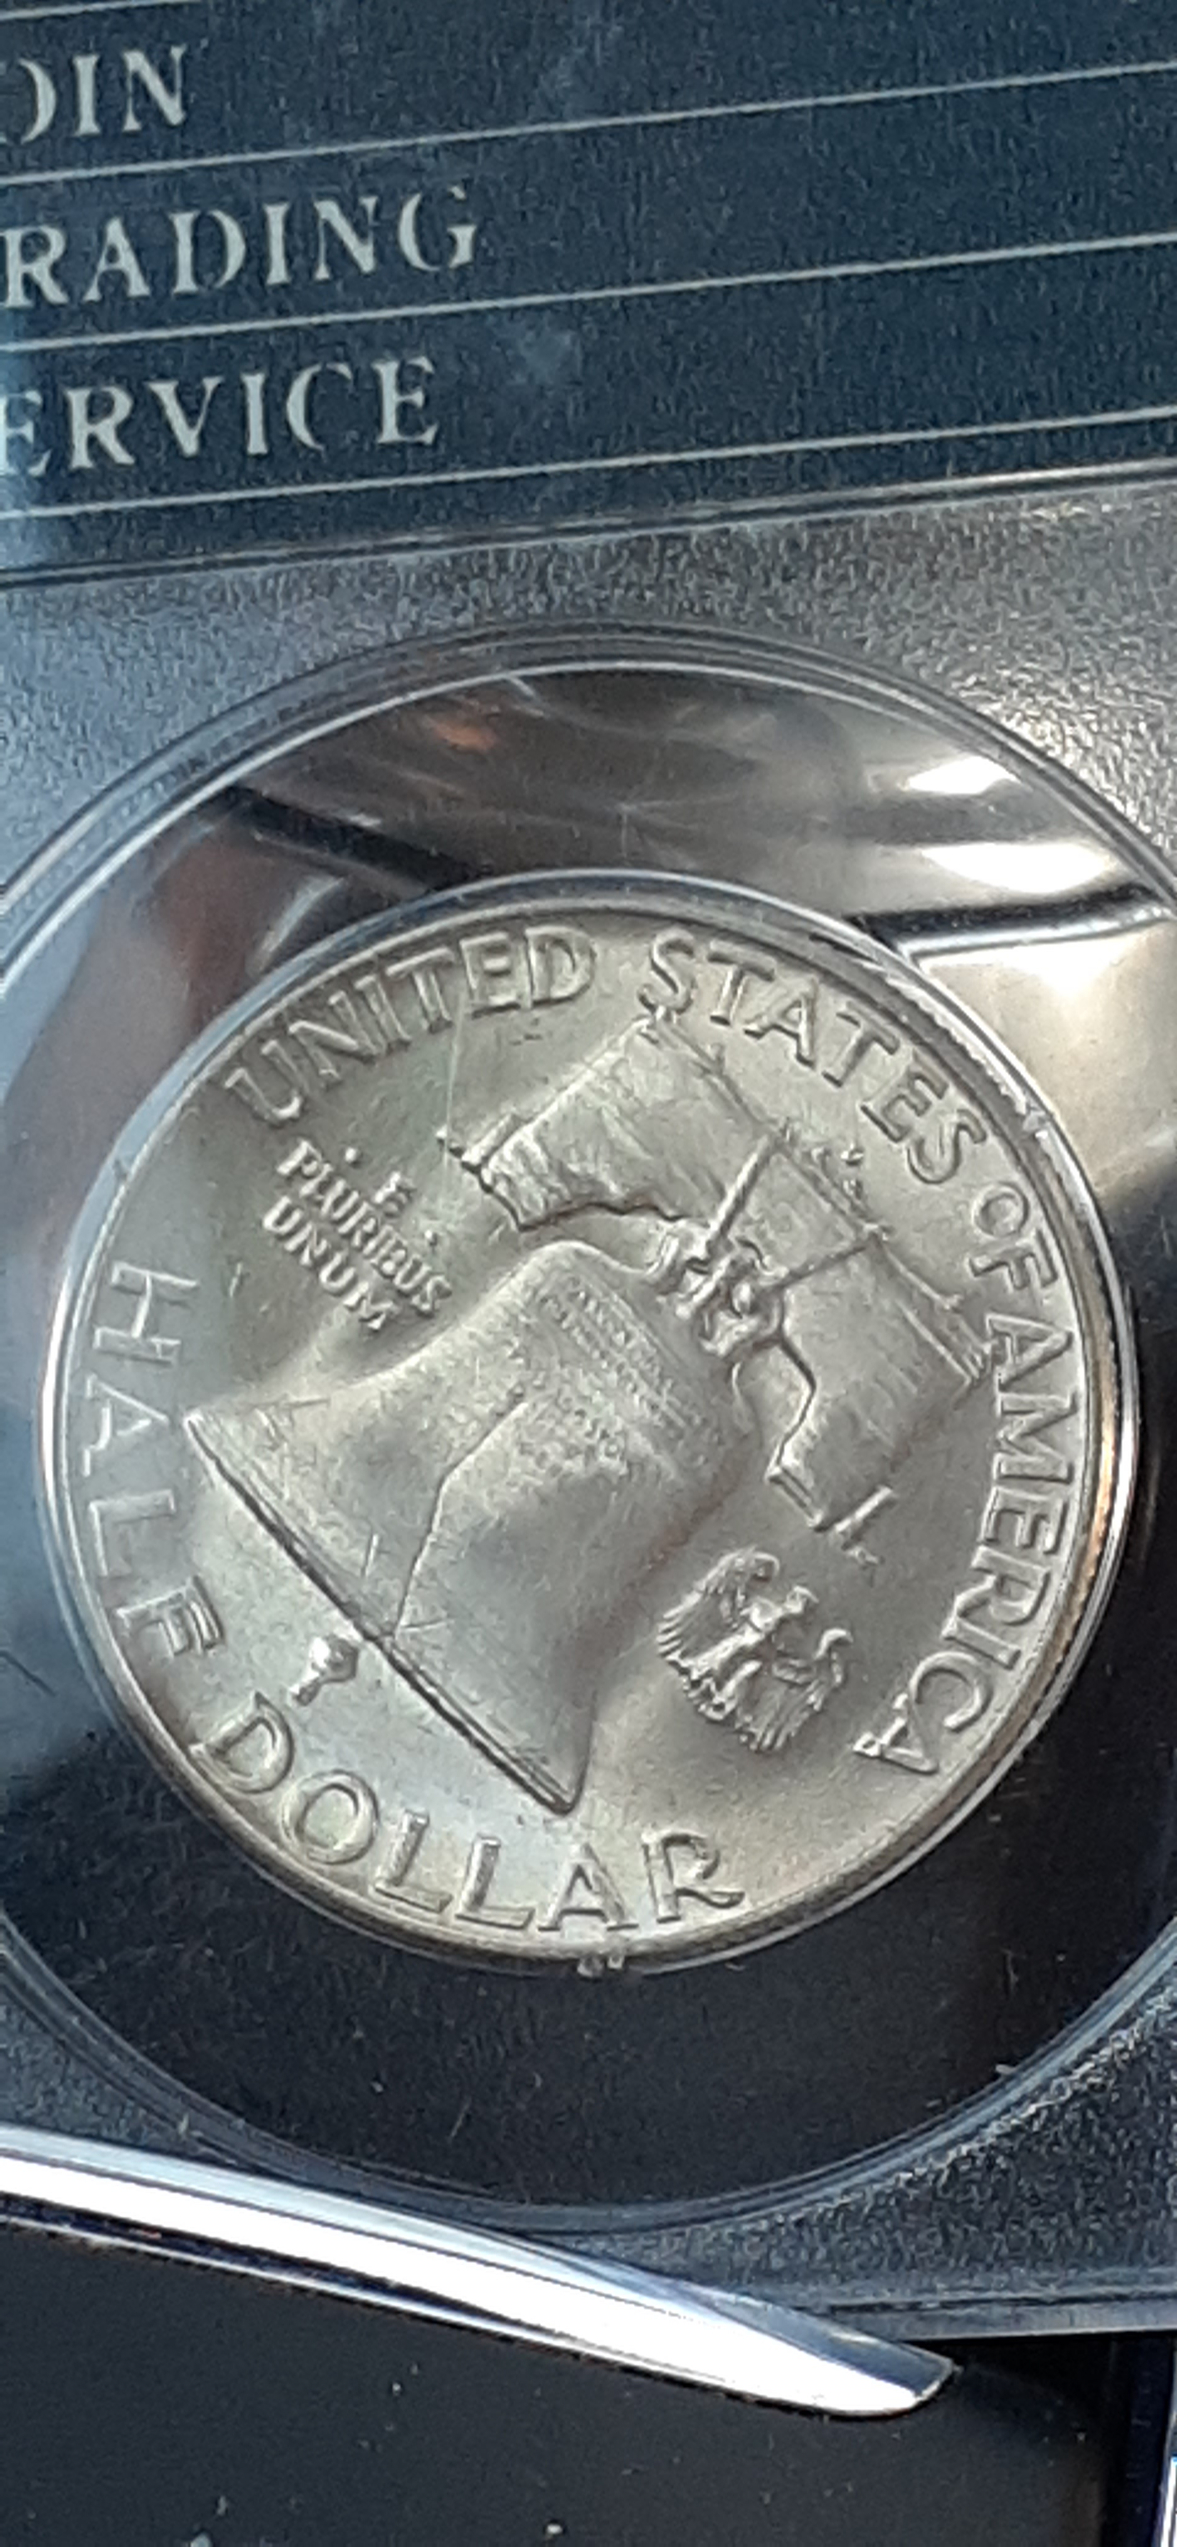 OIN
RADING
ERVICE
UNITED STATES OF AMERICA
E
PLURIBUS
UNUM
HALF DOLLAR